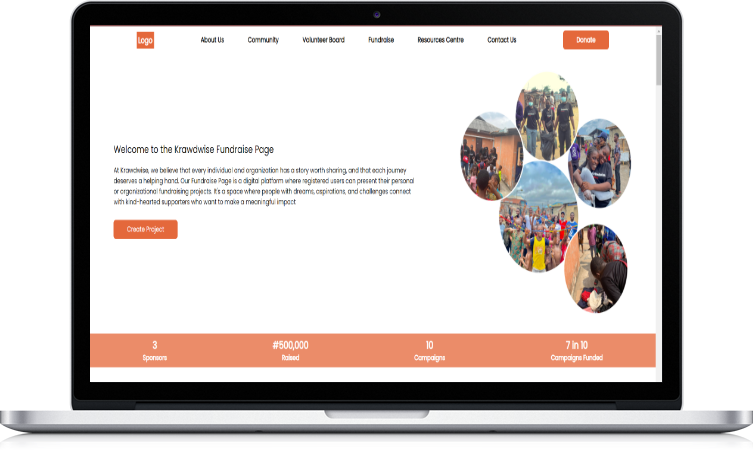 Logo
About Us
Community
Volunteer Board
Fundraise
Resources Centre
Contact Us
Donate
Welcome to the Krawdwise Fundraise Page
At Krawdwise, we believe that every individual and organization has a story worth sharing, and that each journey
deserves a helping hand. Our Fundraise Page is a digital platform where registered users can present their personal
or organizational fundraising projects. It's a space where people with dreams, aspirations, and challenges connect
with kind-hearted supporters who want to make a meaningful impact
Create Project
3
Sponsors
#500,000
Raised
10
Campaigns
7 in 10
Campaigns Funded